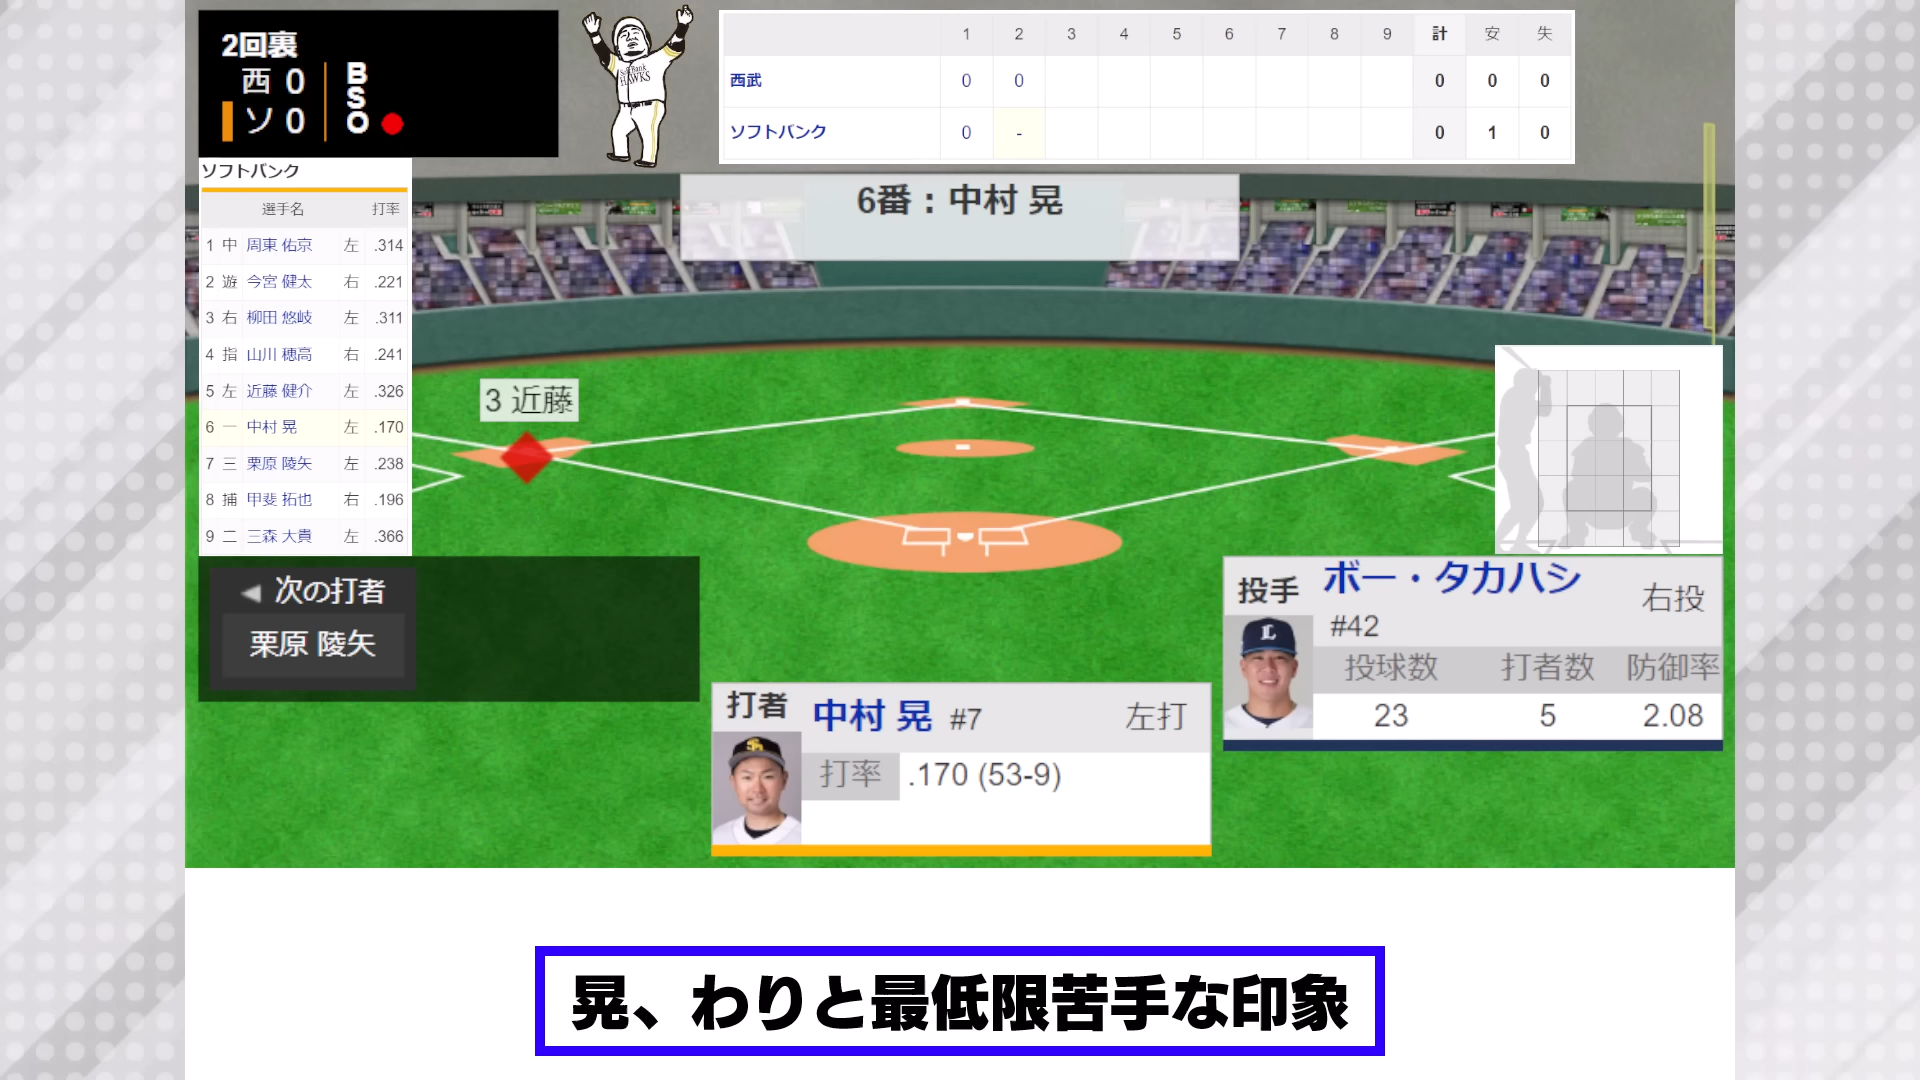 2回裏
西 0
ソ 0
B
S
O
SoftBank
HAWKS
1 2 3 4 5 6 7 8 9 計 安 失
西武 0 0 0 0 0
ソフトバンク 0 - 0 1 0
6番：中村 晃
ソフトバンク
選手名 打率
1 中 周東 佑京 左 .314
2 遊 今宮 健太 右 .221
3 右 柳田 悠岐 左 .311
4 指 山川 穂高 右 .241
5 左 近藤 健介 左 .326
6 一 中村 晃 左 .170
7 三 栗原 陵矢 左 .238
8 捕 甲斐 拓也 右 .196
9 二 三森 大貴 左 .366
3 近藤
◀ 次の打者
栗原 陵矢
投手 ボー・タカハシ 右投
#42
投球数 打者数 防御率
23 5 2.08
打者 中村 晃 #7 左打
打率 .170 (53-9)
晃、わりと最低限苦手な印象